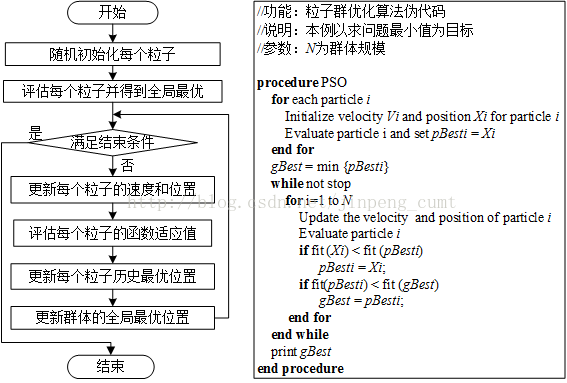 开始
随机初始化每个粒子
评估每个粒子并得到全局最优
是
满足结束条件
否
更新每个粒子的速度和位置
评估每个粒子的函数适应值
更新每个粒子历史最优位置
更新群体的全局最优位置
结束
//功能：粒子群优化算法伪代码
//说明：本例以求问题最小值为目标
//参数：N为群体规模
procedure PSO
for each particle i
Initialize velocity Vi and position Xi for particle i
Evaluate particle i and set pBesti = Xi
end for
gBest = min {pBesti}
while not stop
for i=1 to N
Update the velocity and position of particle i
Evaluate particle i
if fit (Xi) < fit (pBesti)
pBesti = Xi;
if fit(pBesti) < fit (gBest)
gBest = pBesti;
end for
end while
print gBest
end procedure
http://blog.csdn.net/jinpeng_cumt